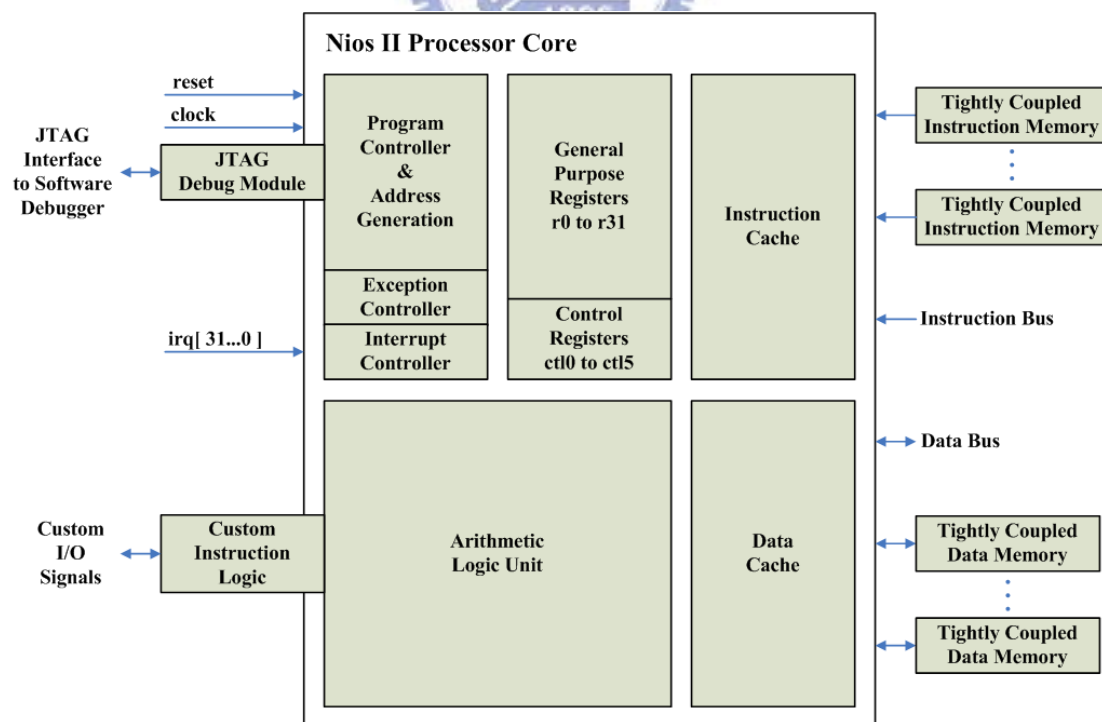 Nios II Processor Core
reset
clock
JTAG
Interface
to Software
Debugger
JTAG
Debug Module
irq[ 31...0 ]
Program
Controller
&
Address
Generation
Exception
Controller
Interrupt
Controller
General
Purpose
Registers
r0 to r31
Control
Registers
ctl0 to ctl5
Instruction
Cache
Tightly Coupled
Instruction Memory
Tightly Coupled
Instruction Memory
Instruction Bus
Data Bus
Custom
I/O
Signals
Custom
Instruction
Logic
Arithmetic
Logic Unit
Data
Cache
Tightly Coupled
Data Memory
Tightly Coupled
Data Memory